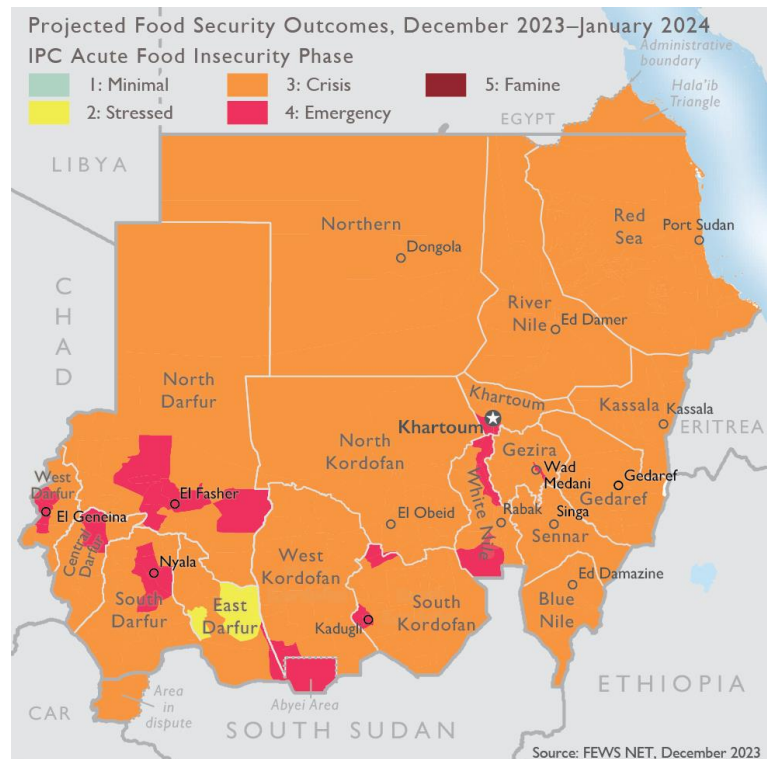 Projected Food Security Outcomes, December 2023–January 2024
IPC Acute Food Insecurity Phase
1: Minimal
3: Crisis
5: Famine
2: Stressed
4: Emergency
Administrative
boundary
Hala'ib
Triangle
EGYPT
LIBYA
Northern
Dongola
Red
Sea
Port Sudan
CHAD
River
Nile
Ed Damer
North
Darfur
Khartoum
Khartoum
Kassala
Kassala
ERITREA
North
Kordofan
Gezira
Wad
Medani
Gedaref
Gedaref
West
Darfur
El Geneina
El Fasher
White Nile
El Obeid
Rabak
Singa
Sennar
Central
Darfur
Nyala
West
Kordofan
Ed Damazine
South
Darfur
East
Darfur
Kadugli
South
Kordofan
Blue
Nile
Area
in
dispute
Abyei Area
ETHIOPIA
CAR
SOUTH SUDAN
Source: FEWS NET, December 2023